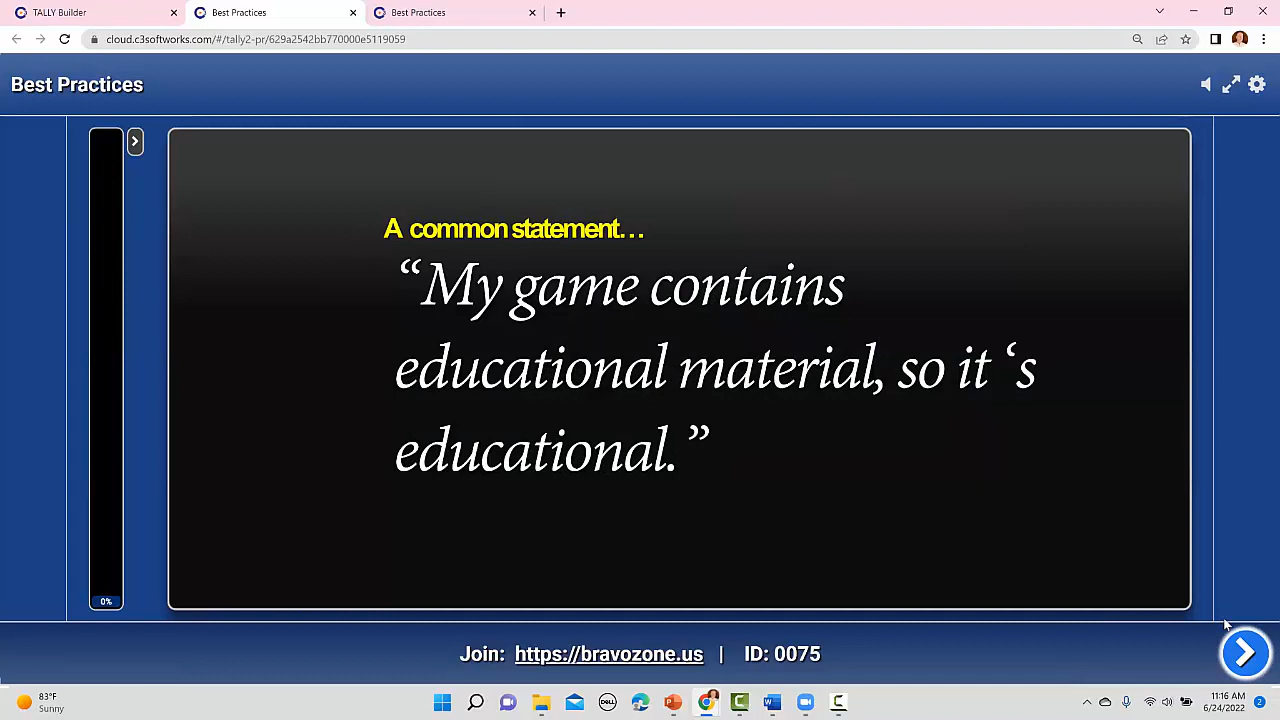 TALLY Builder
Best Practices
Best Practices
cloud.c3softworks.com/#/tally2-pr/629a2542bb770000e5119059
Best Practices
A common statement…
“My game contains
educational material, so it ‘s
educational.”
0%
Join: https://bravozone.us | ID: 0075
83°F
Sunny
DELL
11:16 AM
6/24/2022
2